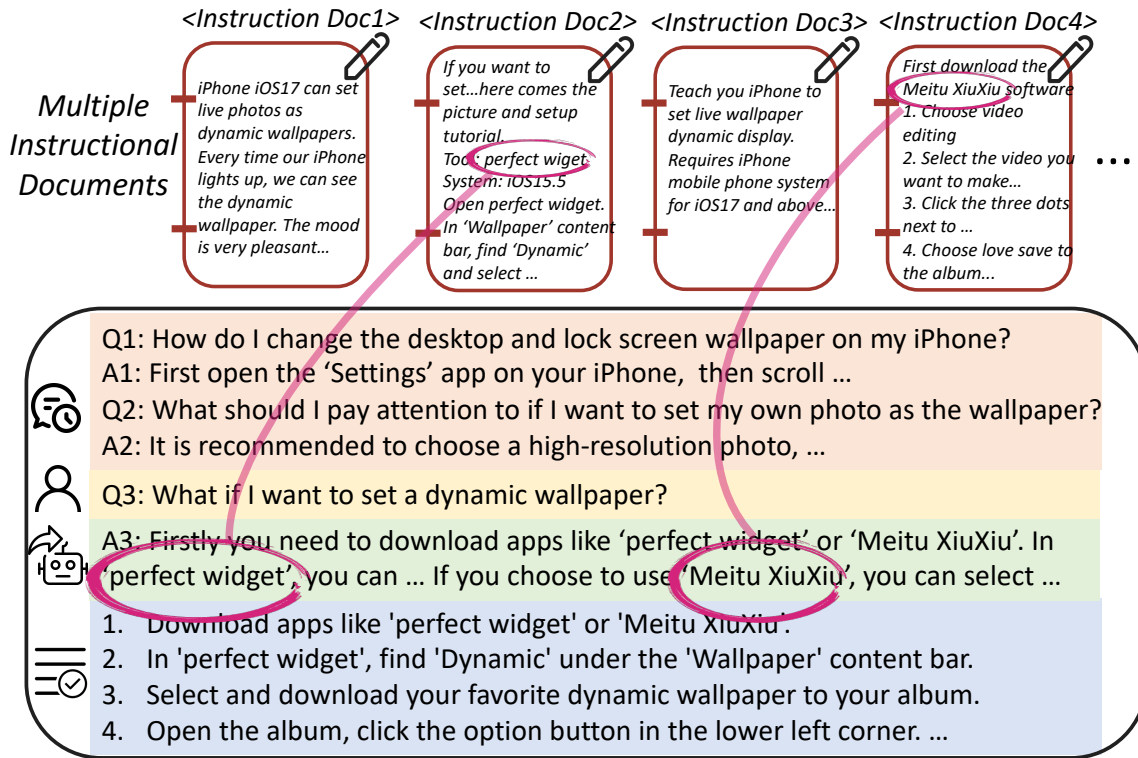 <Instruction Doc1>
<Instruction Doc2>
<Instruction Doc3>
<Instruction Doc4>
Multiple
Instructional
Documents
iPhone iOS17 can set
live photos as
dynamic wallpapers.
Every time our iPhone
lights up, we can see
the dynamic
wallpaper. The mood
is very pleasant…
If you want to
set…here comes the
picture and setup
tutorial.
Tool: perfect wiget
System: iOS15.5
Open perfect widget.
In ‘Wallpaper’ content
bar, find ‘Dynamic’
and select …
Teach you iPhone to
set live wallpaper
dynamic display.
Requires iPhone
mobile phone system
for iOS17 and above…
First download the
Meitu XiuXiu software
1. Choose video
editing
2. Select the video you
want to make…
3. Click the three dots
next to …
4. Choose love save to
the album...
...
Q1: How do I change the desktop and lock screen wallpaper on my iPhone?
A1: First open the ‘Settings’ app on your iPhone, then scroll …
Q2: What should I pay attention to if I want to set my own photo as the wallpaper?
A2: It is recommended to choose a high-resolution photo, …
Q3: What if I want to set a dynamic wallpaper?
A3: Firstly you need to download apps like ‘perfect widget’ or ‘Meitu XiuXiu’. In
‘perfect widget’, you can … If you choose to use ‘Meitu XiuXiu’, you can select …
1. Download apps like 'perfect widget' or 'Meitu XiuXiu'.
2. In 'perfect widget', find 'Dynamic' under the 'Wallpaper' content bar.
3. Select and download your favorite dynamic wallpaper to your album.
4. Open the album, click the option button in the lower left corner. …